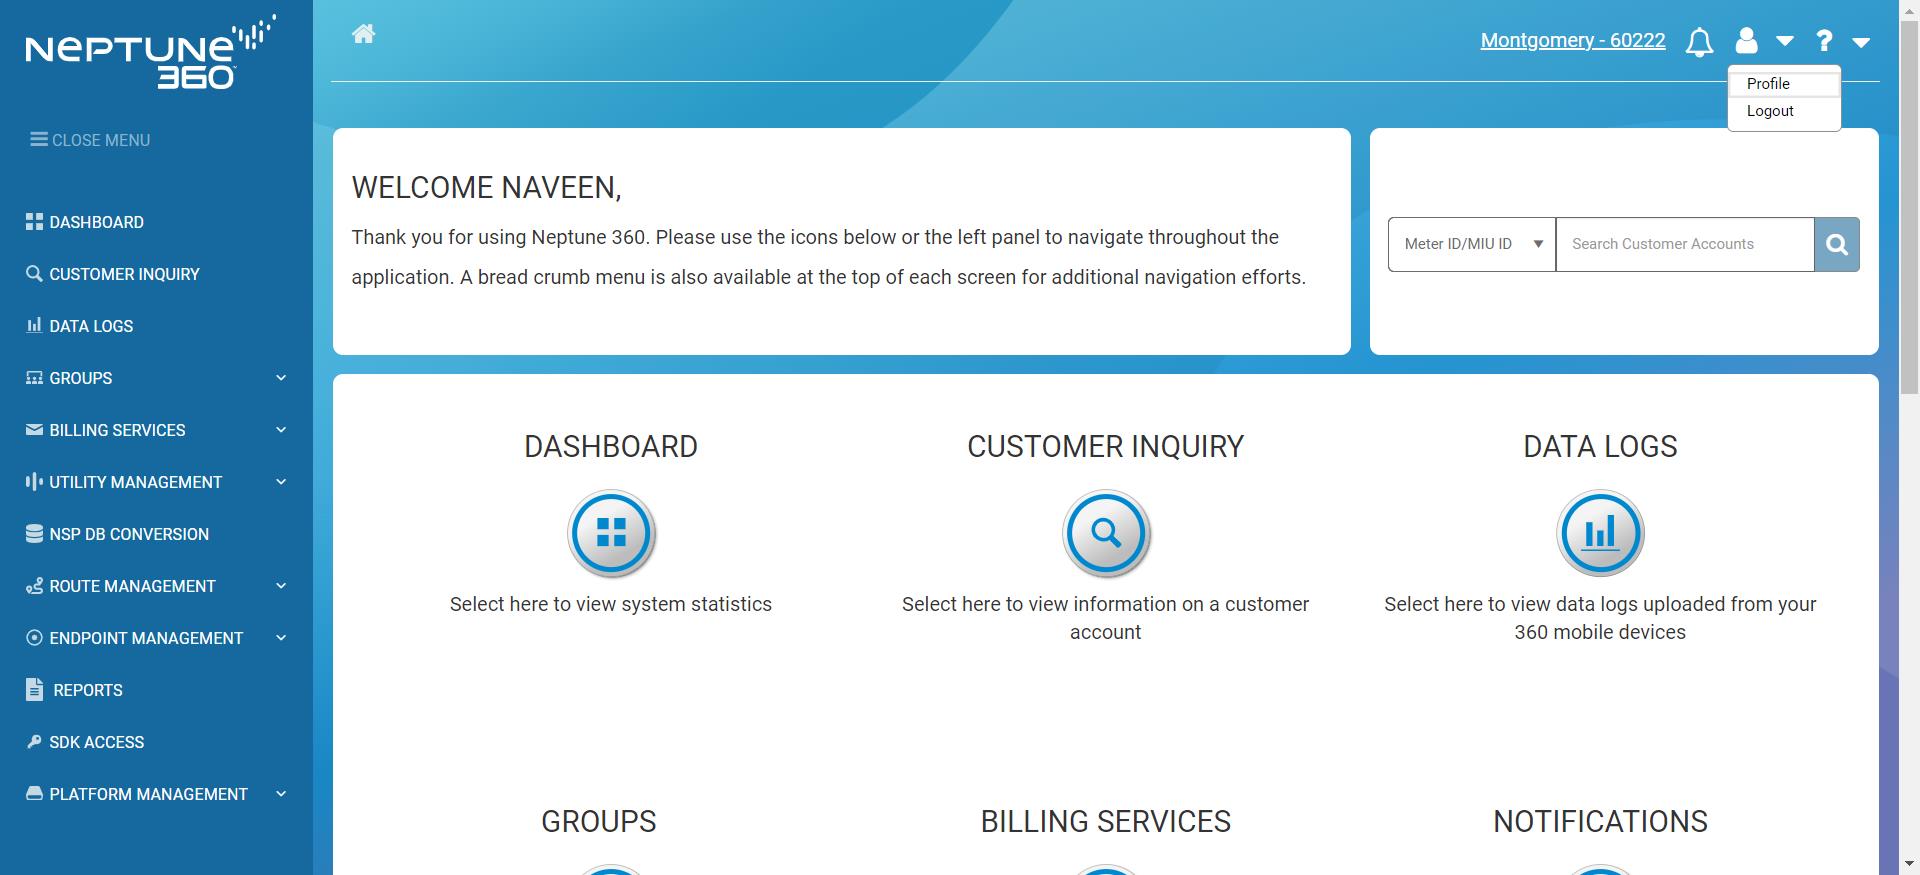 NEPTUNE
360™
CLOSE MENU
DASHBOARD
CUSTOMER INQUIRY
DATA LOGS
GROUPS
BILLING SERVICES
UTILITY MANAGEMENT
NSP DB CONVERSION
ROUTE MANAGEMENT
ENDPOINT MANAGEMENT
REPORTS
SDK ACCESS
PLATFORM MANAGEMENT
Montgomery - 60222
?
Profile
Logout
WELCOME NAVEEN,
Thank you for using Neptune 360. Please use the icons below or the left panel to navigate throughout the
application. A bread crumb menu is also available at the top of each screen for additional navigation efforts.
Meter ID/MIU ID
Search Customer Accounts
DASHBOARD
Select here to view system statistics
CUSTOMER INQUIRY
Select here to view information on a customer
account
DATA LOGS
Select here to view data logs uploaded from your
360 mobile devices
GROUPS
BILLING SERVICES
NOTIFICATIONS